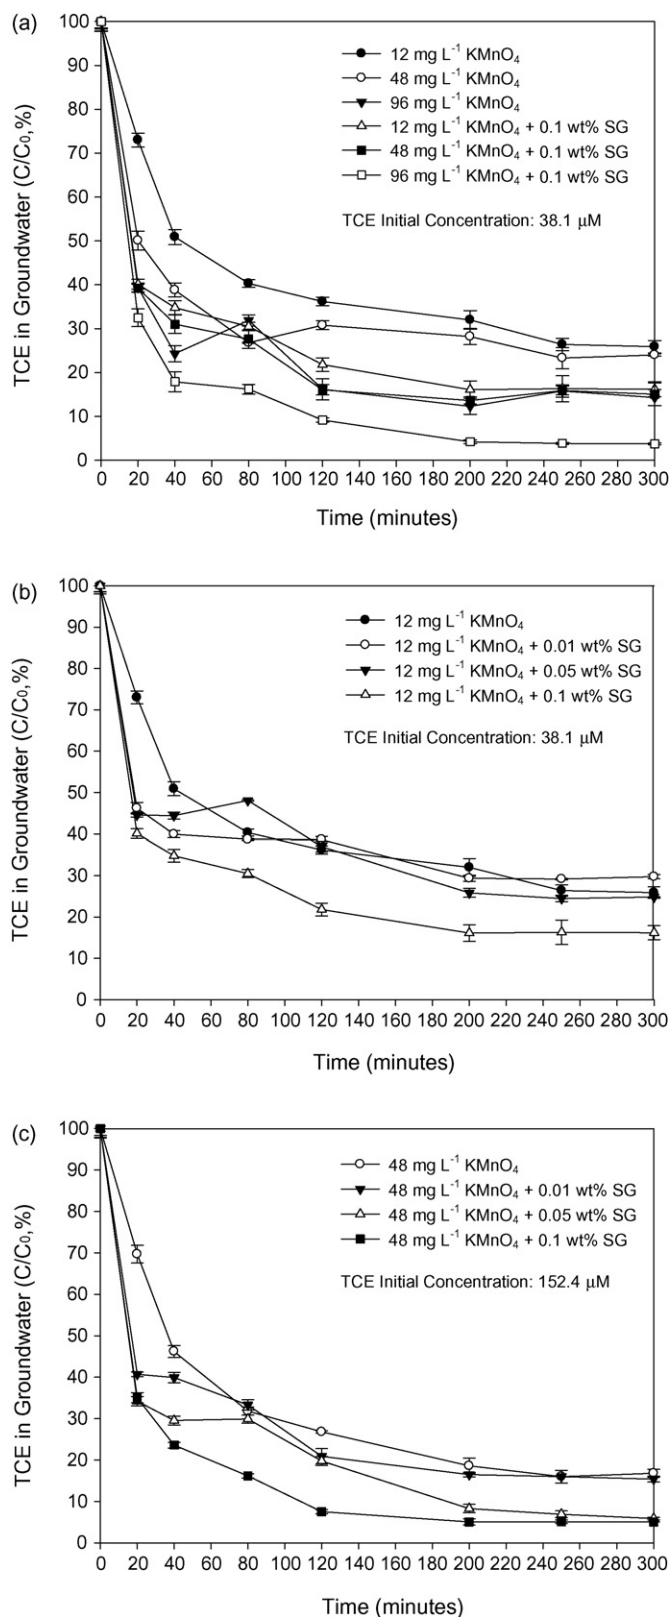 (a)
100
90
80
70
60
50
40
30
20
10
0
TCE in Groundwater (C/C₀,%)
12 mg L⁻¹ KMnO₄
48 mg L⁻¹ KMnO₄
96 mg L⁻¹ KMnO₄
12 mg L⁻¹ KMnO₄ + 0.1 wt% SG
48 mg L⁻¹ KMnO₄ + 0.1 wt% SG
96 mg L⁻¹ KMnO₄ + 0.1 wt% SG
TCE Initial Concentration: 38.1 μM
0 20 40 60 80 100 120 140 160 180 200 220 240 260 280 300
Time (minutes)
(b)
100
90
80
70
60
50
40
30
20
10
0
TCE in Groundwater (C/C₀,%)
12 mg L⁻¹ KMnO₄
12 mg L⁻¹ KMnO₄ + 0.01 wt% SG
12 mg L⁻¹ KMnO₄ + 0.05 wt% SG
12 mg L⁻¹ KMnO₄ + 0.1 wt% SG
TCE Initial Concentration: 38.1 μM
0 20 40 60 80 100 120 140 160 180 200 220 240 260 280 300
Time (minutes)
(c)
100
90
80
70
60
50
40
30
20
10
0
TCE in Groundwater (C/C₀,%)
48 mg L⁻¹ KMnO₄
48 mg L⁻¹ KMnO₄ + 0.01 wt% SG
48 mg L⁻¹ KMnO₄ + 0.05 wt% SG
48 mg L⁻¹ KMnO₄ + 0.1 wt% SG
TCE Initial Concentration: 152.4 μM
0 20 40 60 80 100 120 140 160 180 200 220 240 260 280 300
Time (minutes)